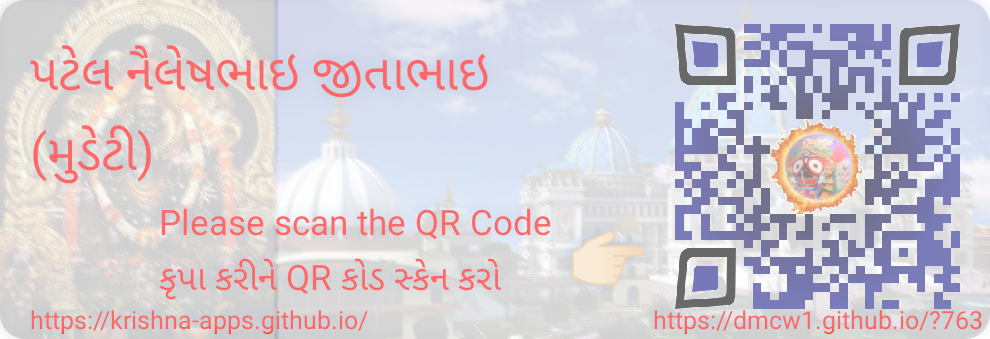 પટેલ નૈલેષભાઇ જીતાભાઇ
(મુડેટી)
Please scan the QR Code
કૃપા કરીને QR કોડ સ્કેન કરો
https://krishna-apps.github.io/
https://dmcw1.github.io/?763